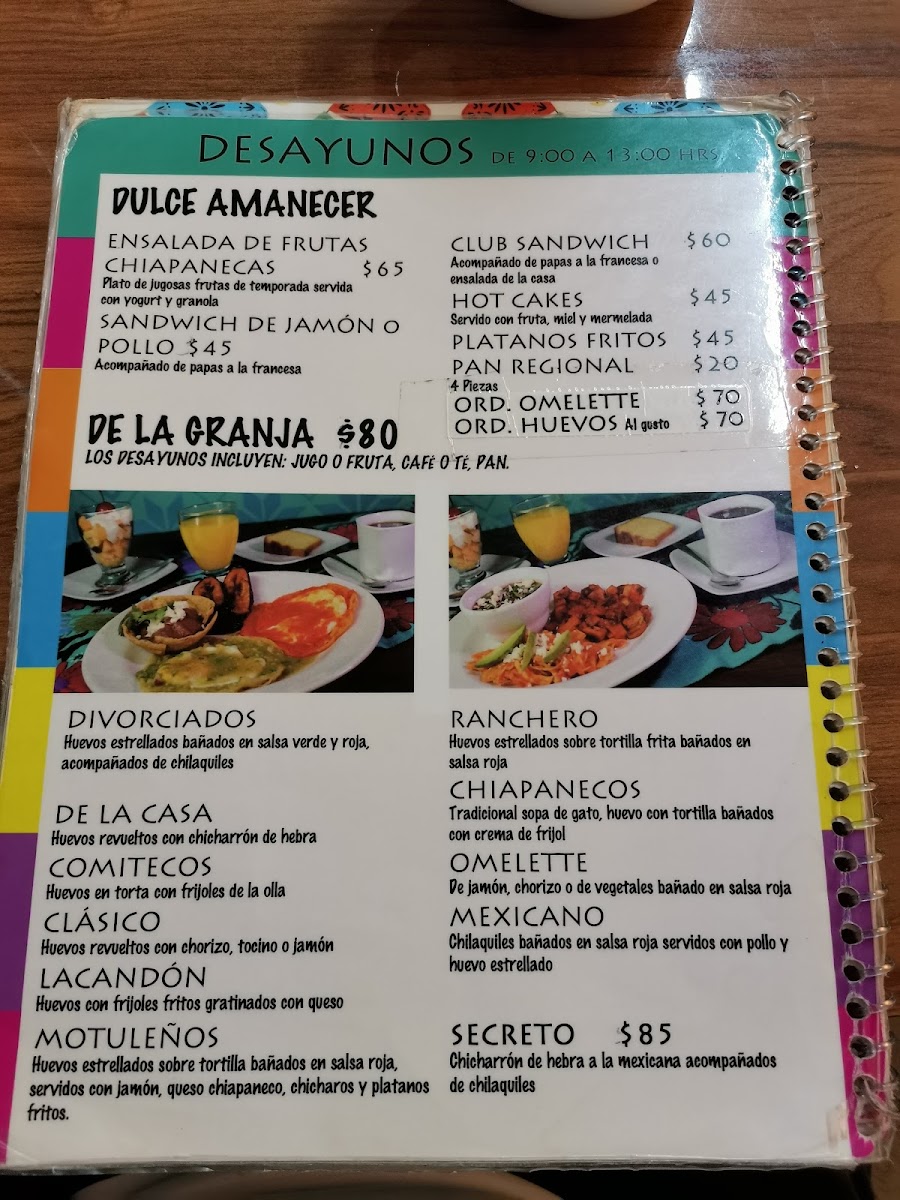 DESAYUNOS DE 9:00 A 13:00 HRS
DULCE AMANECER
ENSALADA DE FRUTAS
CHIAPANECAS $65
Plato de jugosas frutas de temporada servida
con yogurt y granola
SANDWICH DE JAMÓN O
POLLO $45
Acompañado de papas a la francesa
CLUB SANDWICH $60
Acompañado de papas a la francesa o
ensalada de la casa
HOT CAKES $45
Servido con fruta, miel y mermelada
PLATANOS FRITOS $45
PAN REGIONAL $20
4 Piezas
ORD. OMELETTE $70
ORD. HUEVOS Al gusto $70
DE LA GRANJA $80
LOS DESAYUNOS INCLUYEN: JUGO O FRUTA, CAFÉ O TÉ, PAN.
DIVORCIADOS
Huevos estrellados bañados en salsa verde y roja,
acompañados de chilaquiles
DE LA CASA
Huevos revueltos con chicharrón de hebra
COMITECOS
Huevos en torta con frijoles de la olla
CLÁSICO
Huevos revueltos con chorizo, tocino o jamón
LACANDÓN
Huevos con frijoles fritos gratinados con queso
MOTULEÑOS
Huevos estrellados sobre tortilla bañados en salsa roja,
servidos con jamón, queso chiapaneco, chicharos y platanos
fritos.
RANCHERO
Huevos estrellados sobre tortilla frita bañados en
salsa roja
CHIAPANECOS
Tradicional sopa de gato, huevo con tortilla bañados
con crema de frijol
OMELETTE
De jamón, chorizo o de vegetales bañado en salsa roja
MEXICANO
Chilaquiles bañados en salsa roja servidos con pollo y
huevo estrellado
SECRETO $85
Chicharrón de hebra a la mexicana acompañados
de chilaquiles